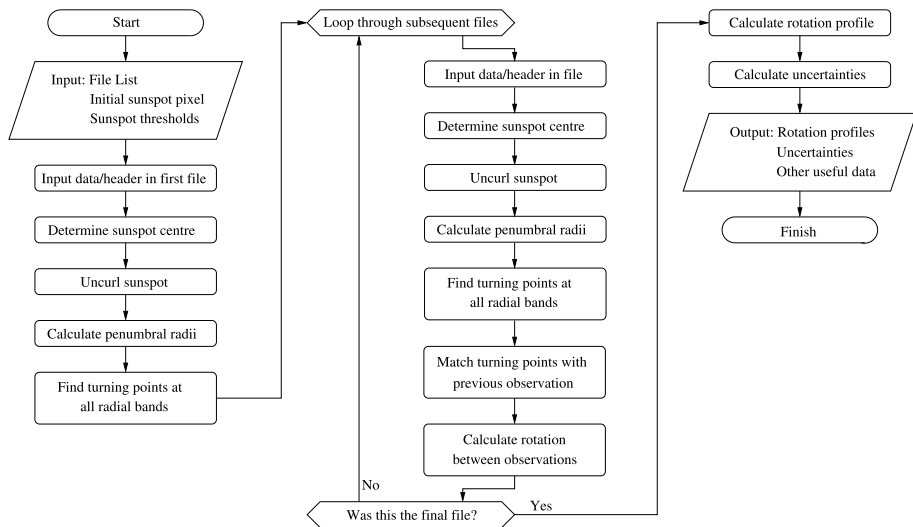 Start
Input: File List
Initial sunspot pixel
Sunspot thresholds
Input data/header in first file
Determine sunspot centre
Uncurl sunspot
Calculate penumbral radii
Find turning points at
all radial bands
Loop through subsequent files
Input data/header in file
Determine sunspot centre
Uncurl sunspot
Calculate penumbral radii
Find turning points at
all radial bands
Match turning points with
previous observation
Calculate rotation
between observations
No
Was this the final file?
Yes
Calculate rotation profile
Calculate uncertainties
Output: Rotation profiles
Uncertainties
Other useful data
Finish